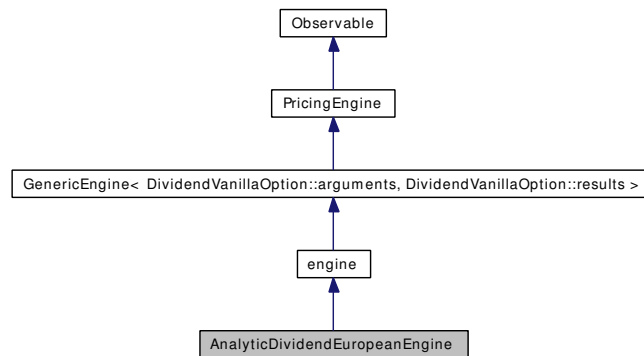 Observable
PricingEngine
GenericEngine< DividendVanillaOption::arguments, DividendVanillaOption::results >
engine
AnalyticDividendEuropeanEngine